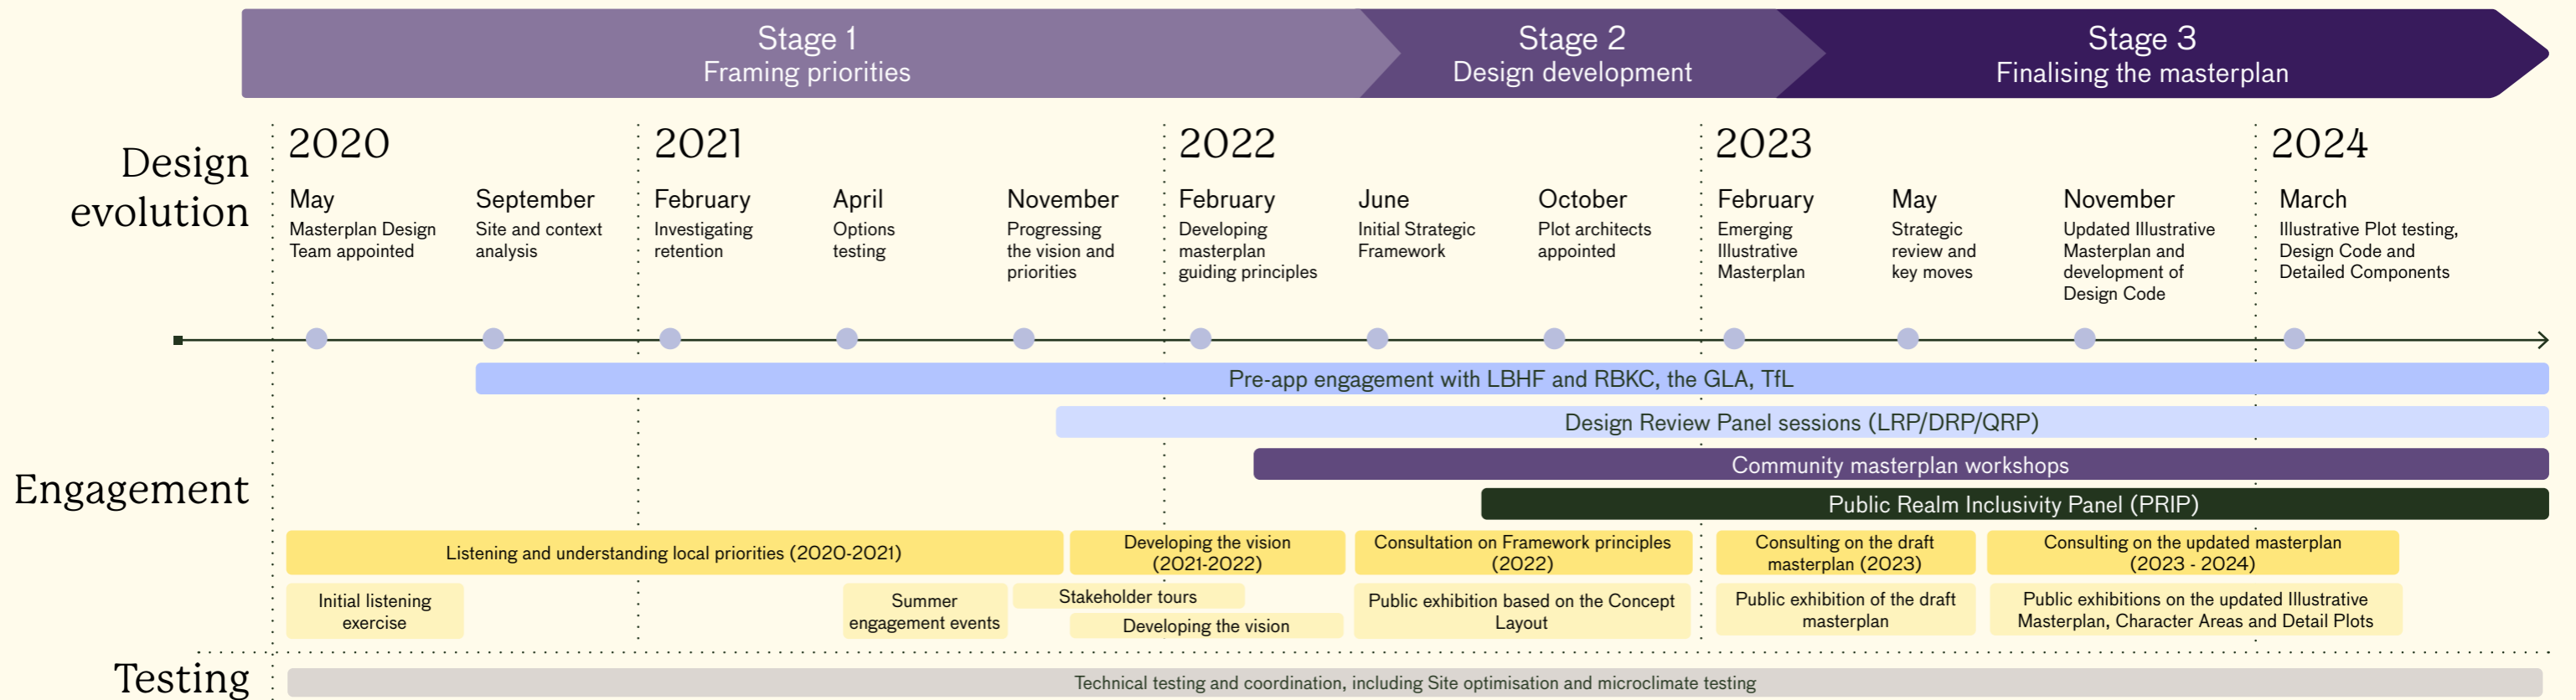 Stage 1
Framing priorities
Stage 2
Design development
Stage 3
Finalising the masterplan
Design
evolution
2020
May
Masterplan Design
Team appointed
September
Site and context
analysis
2021
February
Investigating
retention
April
Options
testing
November
Progressing
the vision and
priorities
2022
February
Developing
masterplan
guiding principles
June
Initial Strategic
Framework
October
Plot architects
appointed
2023
February
Emerging
Illustrative
Masterplan
May
Strategic
review and
key moves
November
Updated Illustrative
Masterplan and
development of
Design Code
2024
March
Illustrative Plot testing,
Design Code and
Detailed Components
Engagement
Pre-app engagement with LBHF and RBKC, the GLA, TfL
Design Review Panel sessions (LRP/DRP/QRP)
Community masterplan workshops
Public Realm Inclusivity Panel (PRIP)
Listening and understanding local priorities (2020-2021)
Developing the vision
(2021-2022)
Consultation on Framework principles
(2022)
Consulting on the draft
masterplan (2023)
Consulting on the updated masterplan
(2023 - 2024)
Initial listening
exercise
Summer
engagement events
Stakeholder tours
Developing the vision
Public exhibition based on the Concept
Layout
Public exhibition of the draft
masterplan
Public exhibitions on the updated Illustrative
Masterplan, Character Areas and Detail Plots
Testing
Technical testing and coordination, including Site optimisation and microclimate testing